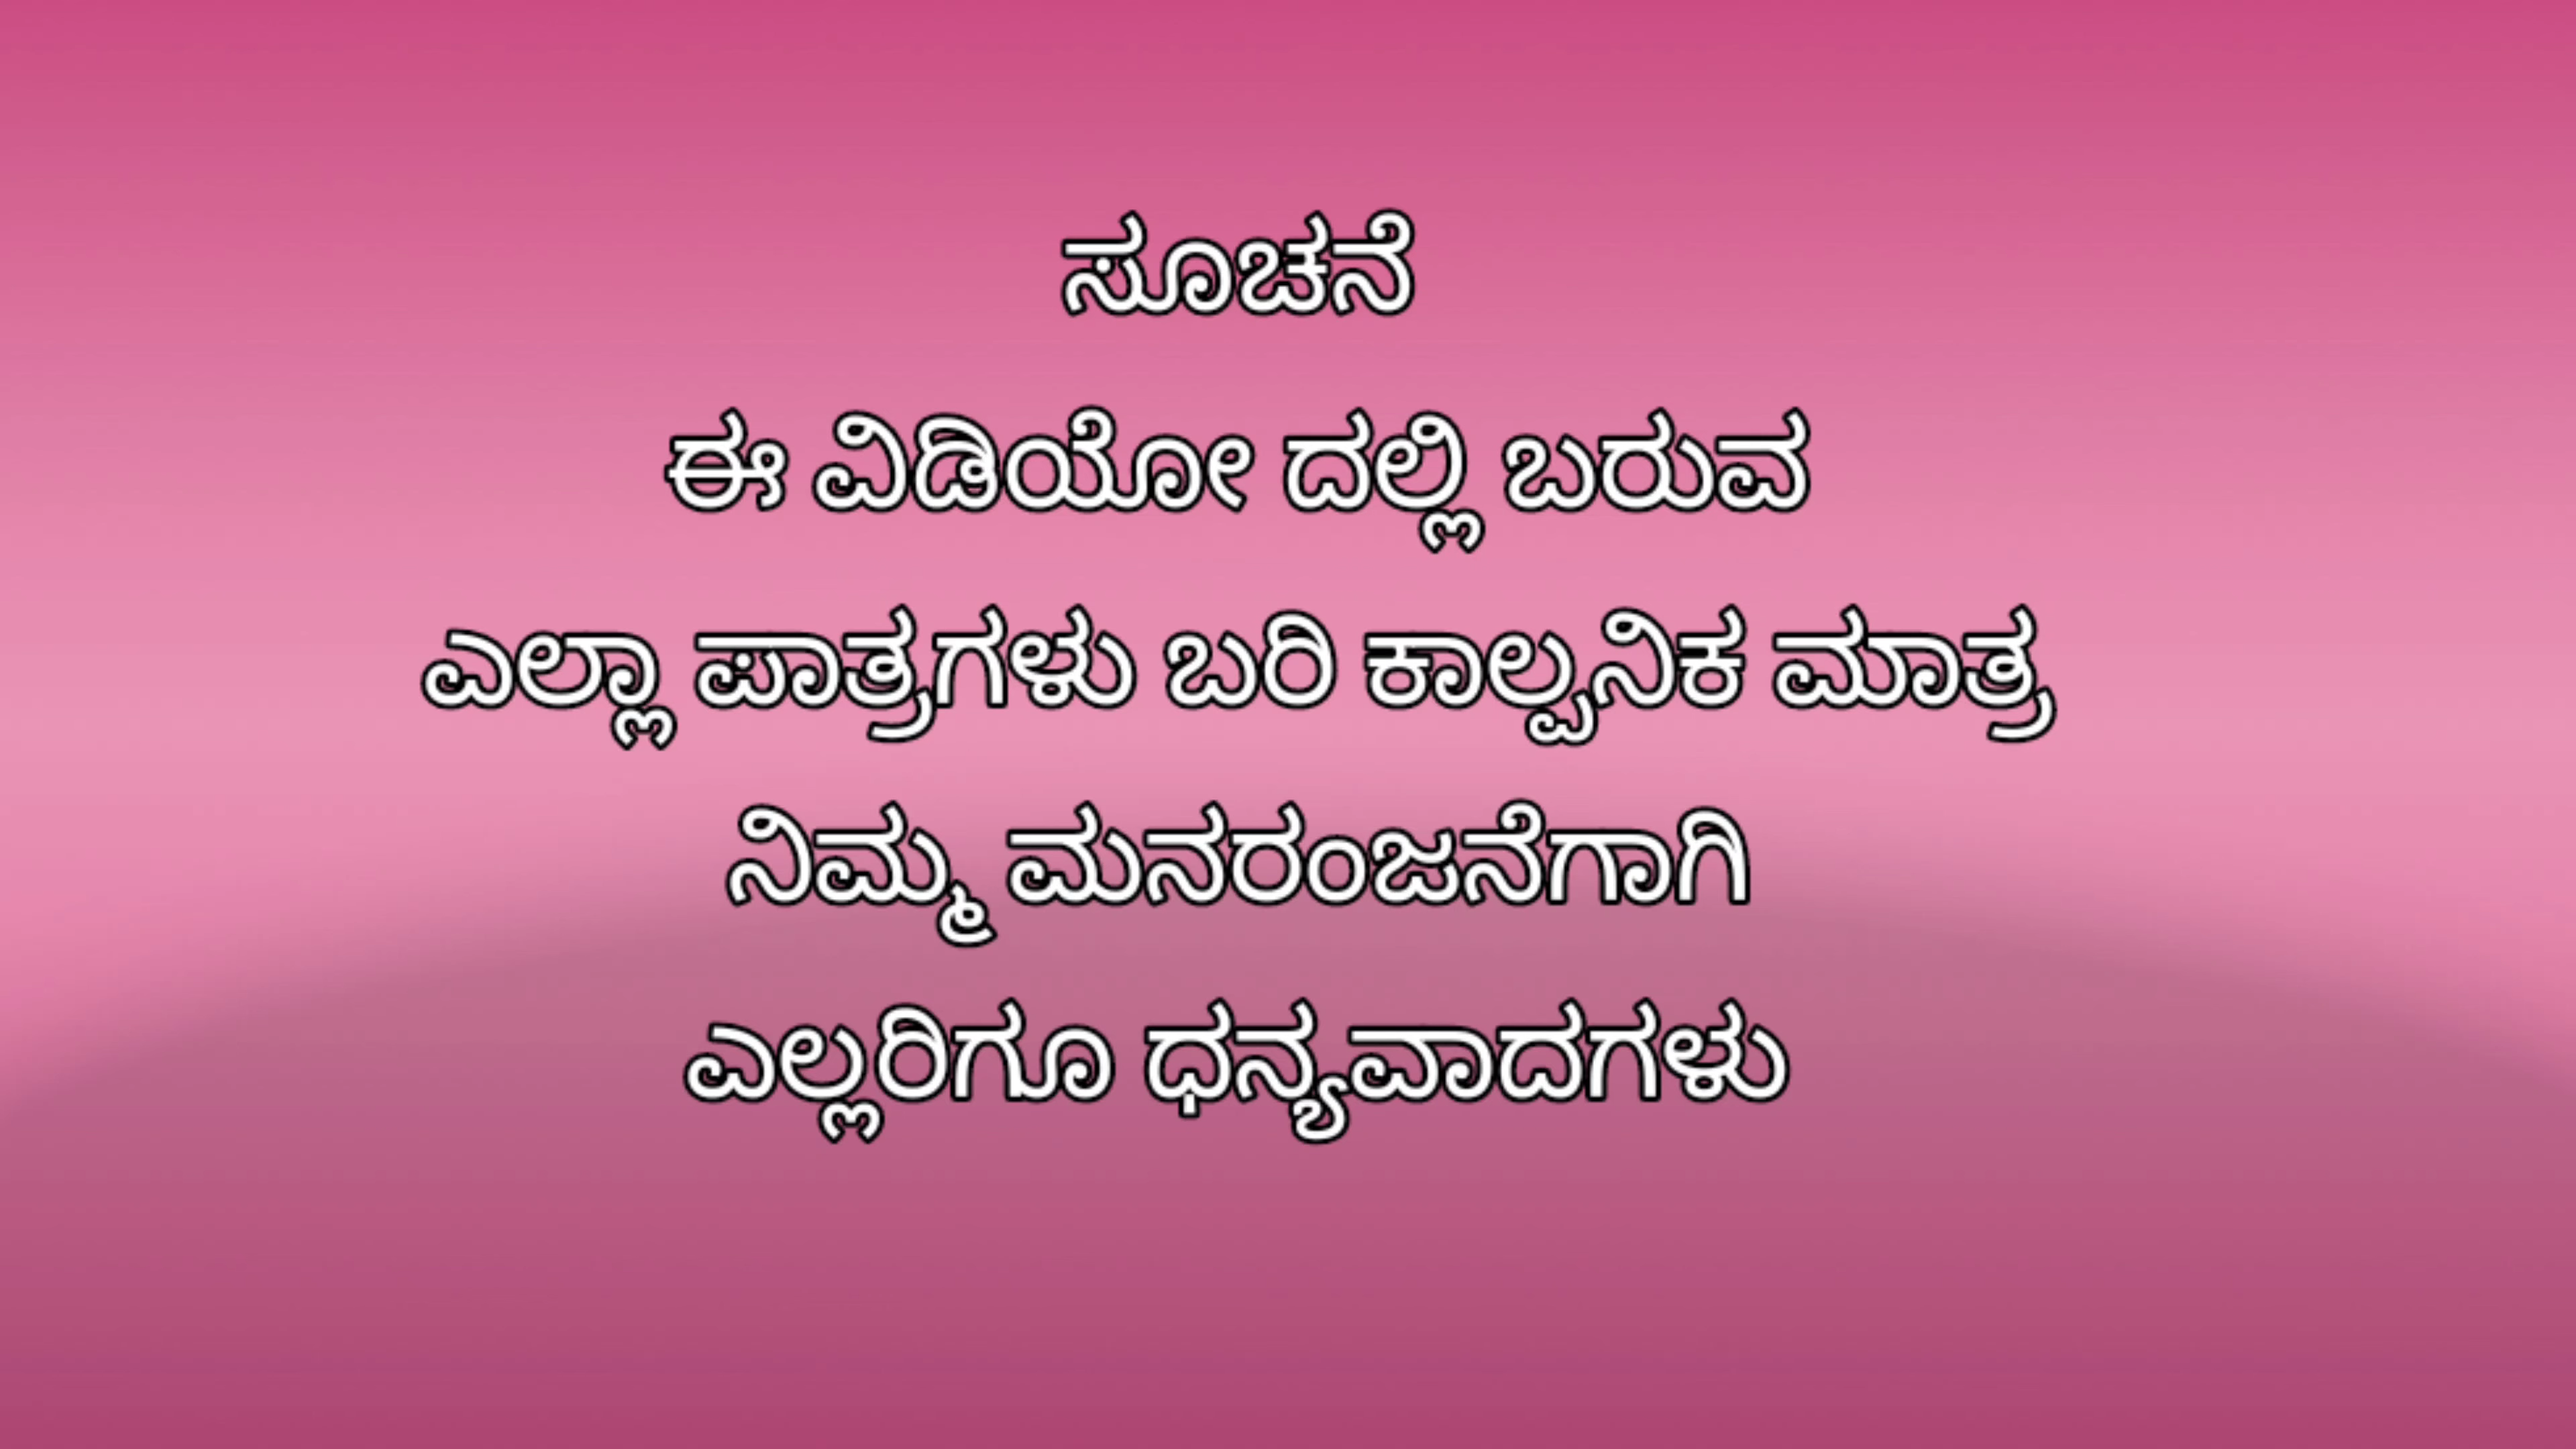 ಸೂಚನೆ
ಈ ವಿಡಿಯೋ ದಲ್ಲಿ ಬರುವ
ಎಲ್ಲಾ ಪಾತ್ರಗಳು ಬರಿ ಕಾಲ್ಪನಿಕ ಮಾತ್ರ
ನಿಮ್ಮ ಮನರಂಜನೆಗಾಗಿ
ಎಲ್ಲರಿಗೂ ಧನ್ಯವಾದಗಳು